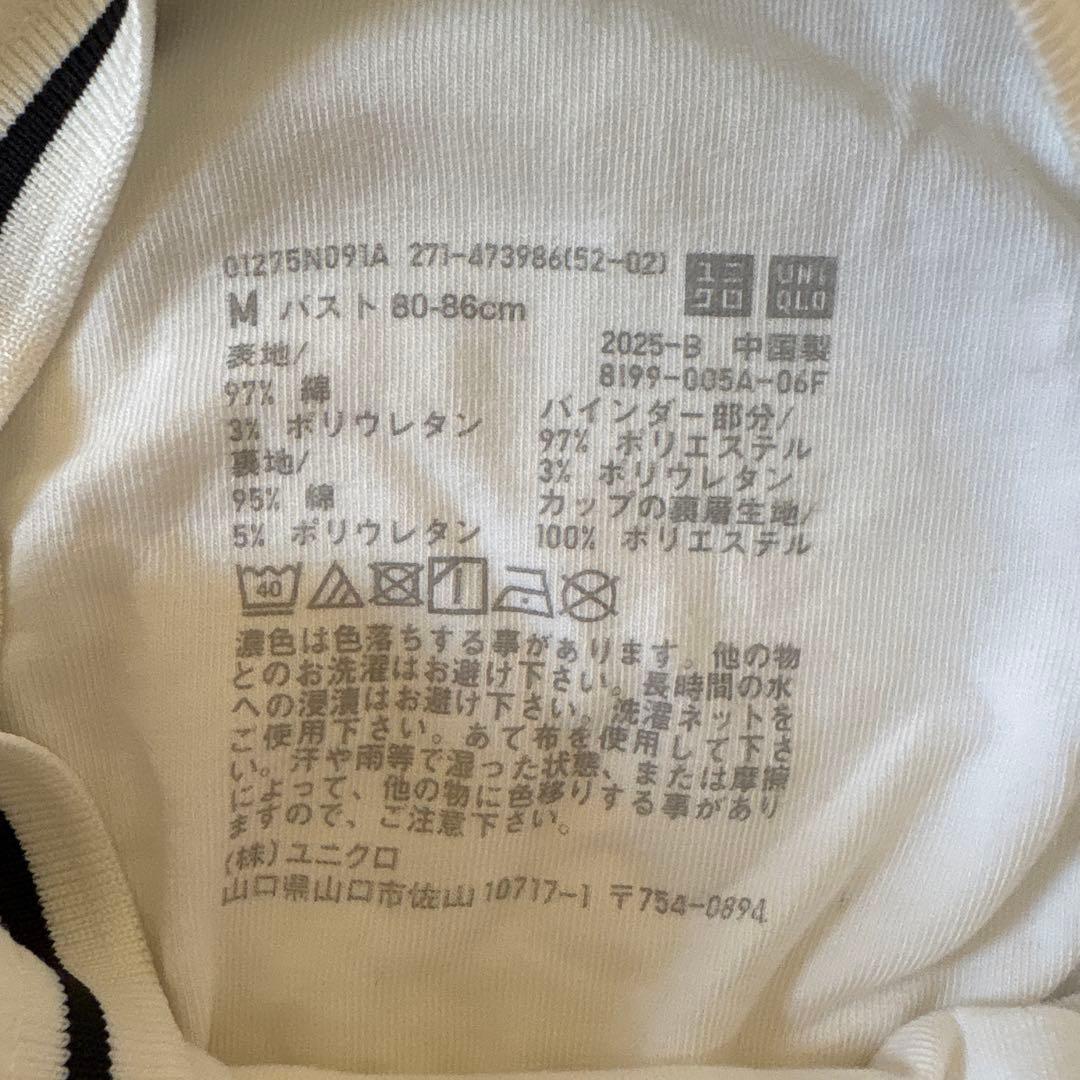 01275N091A 271-473986(52-02)
ユニクロ
UNIQLO
M バスト 80-86cm
表地/
97% 綿
3% ポリウレタン
裏地/
95% 綿
5% ポリウレタン
2025-B 中国製
8199-005A-06F
バインダー部分/
97% ポリエステル
3% ポリウレタン
カップの裏層生地/
100% ポリエステル
40
濃色は色落ちする事があります。他の物
とのお洗濯はお避け下さい。長時間の水
への浸漬はお避け下さい。洗濯ネットを
ご使用下さい。あて布を使用して下さ
い。汗や雨等で湿った状態、または摩擦
によって、他の物に色移りする事があり
ますので、ご注意下さい。
(株)ユニクロ
山口県山口市佐山10717-1 〒754-0894